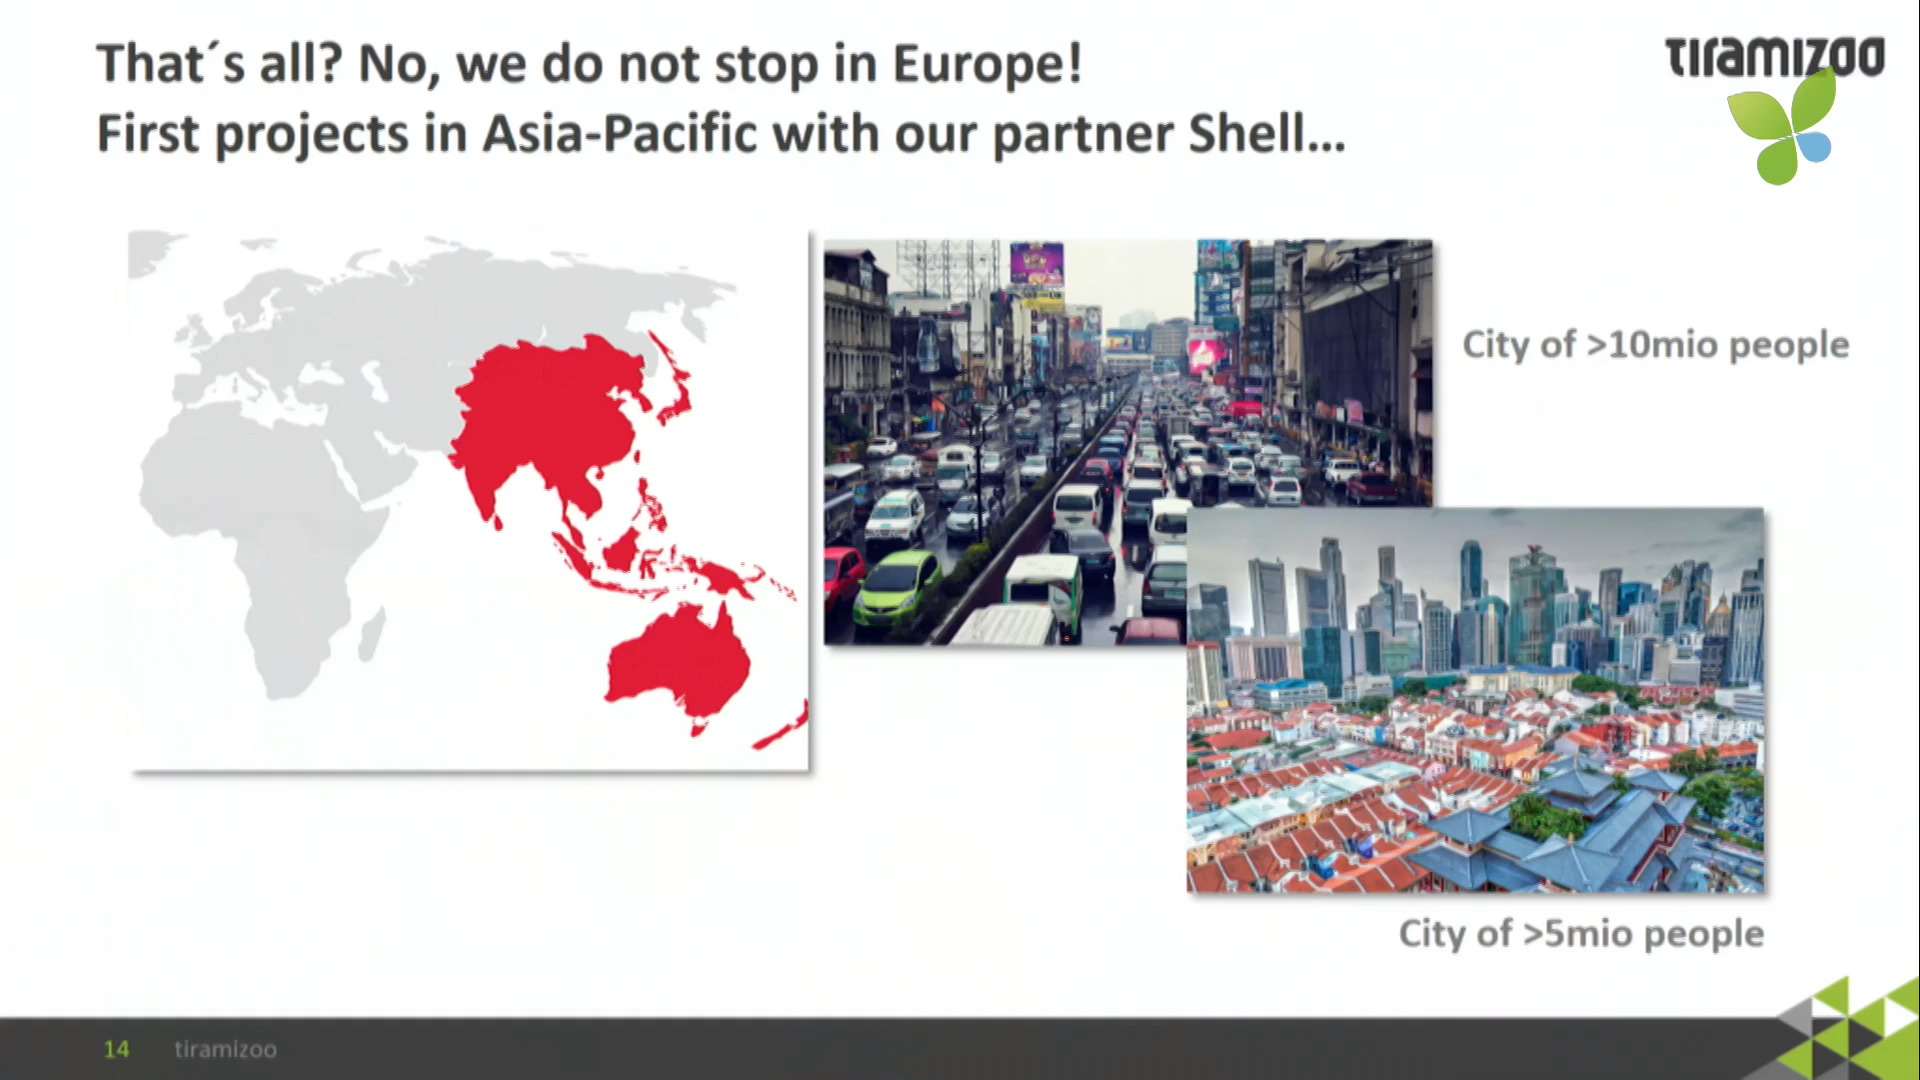 That´s all? No, we do not stop in Europe!
First projects in Asia-Pacific with our partner Shell...
tiramizoo
City of >10mio people
City of >5mio people
14 tiramizoo